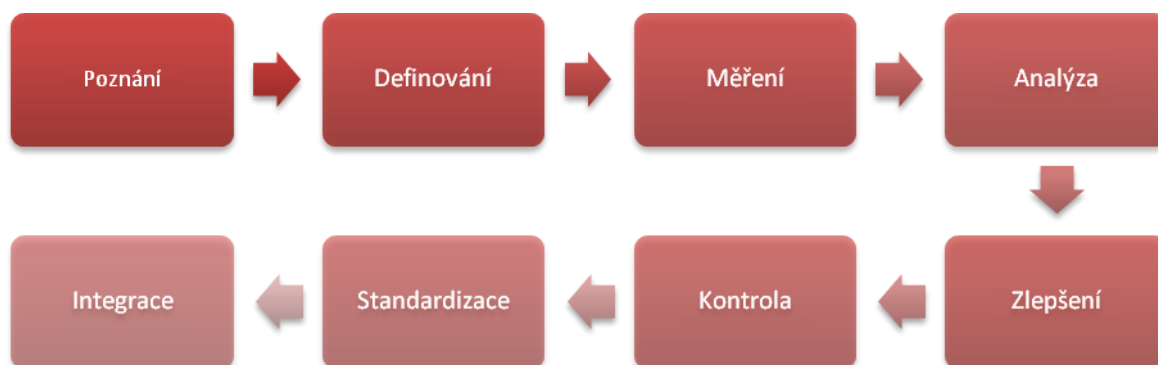 Poznání
Definování
Měření
Analýza
Zlepšení
Kontrola
Standardizace
Integrace